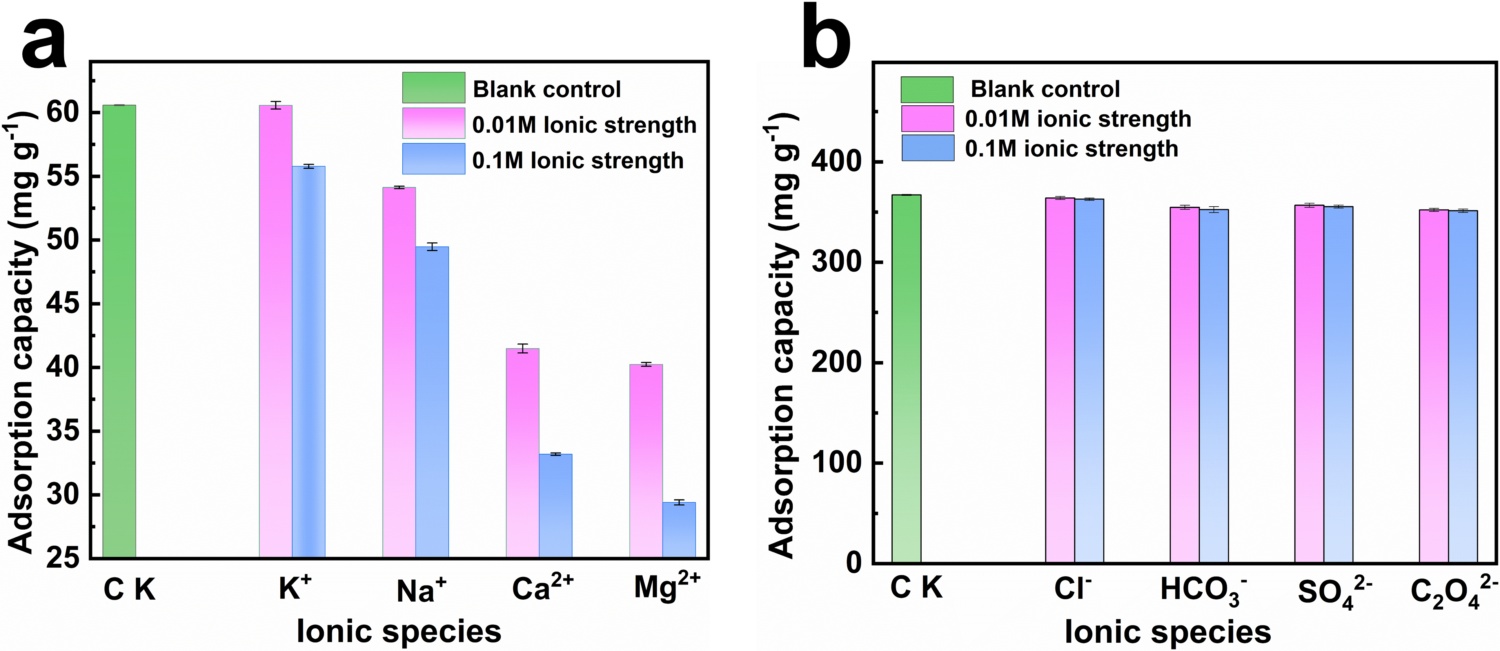 a
Adsorption capacity (mg g-1)
60
55
50
45
40
35
30
25
Blank control
0.01M Ionic strength
0.1M Ionic strength
C K
K+
Na+
Ca2+
Mg2+
Ionic species
b
Adsorption capacity (mg g-1)
400
300
200
100
0
Blank control
0.01M ionic strength
0.1M ionic strength
C K
Cl-
HCO3-
SO42-
C2O42-
Ionic species